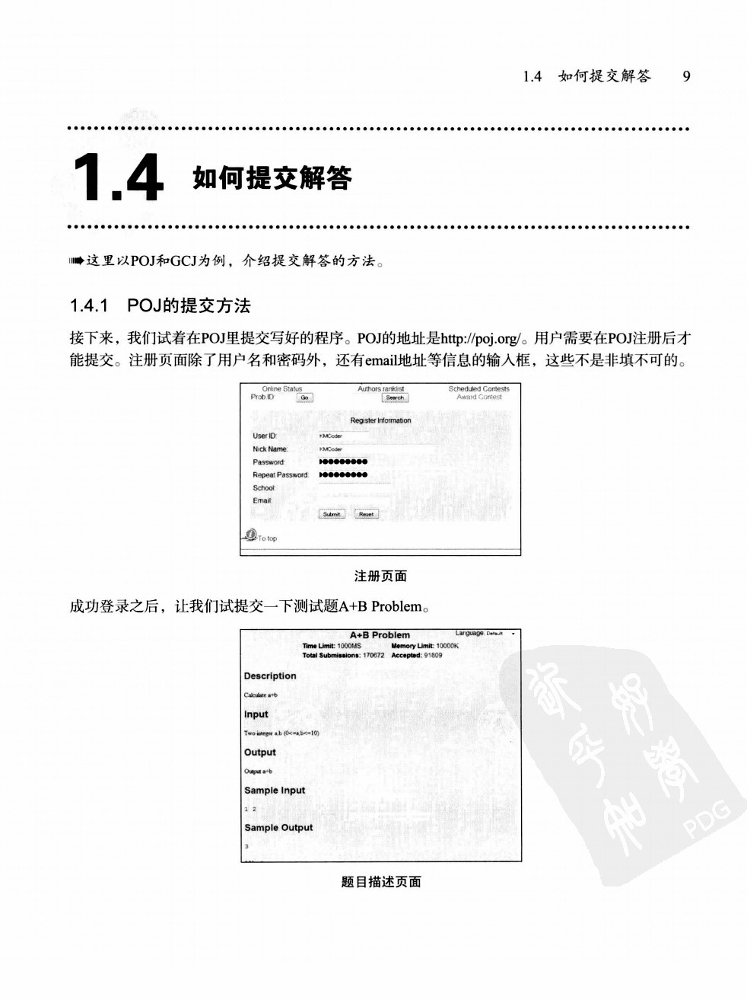 1.4 如何提交解答 9
1.4 如何提交解答
这里以POJ和GCJ为例，介绍提交解答的方法。
1.4.1 POJ的提交方法
接下来，我们试着在POJ里提交写好的程序。POJ的地址是http://poj.org/。用户需要在POJ注册后才
能提交。注册页面除了用户名和密码外，还有email地址等信息的输入框，这些不是非填不可的。
Online Status Authors ranklist Scheduled Contests
Prob.ID: Go Search Award Contest
Register Information
User ID: KMCoder
Nick Name: KMCoder
Password:
Repeat Password:
School:
Email:
Submit Reset
To top
注册页面
成功登录之后，让我们试提交一下测试题A+B Problem。
A+B Problem Language: Default
Time Limit: 1000MS Memory Limit: 10000K
Total Submissions: 170672 Accepted: 91809
Description
Calculate a+b
Input
Two integer a,b (0<=a,b<=10)
Output
Output a+b
Sample Input
1 2
Sample Output
3
题目描述页面
PDG